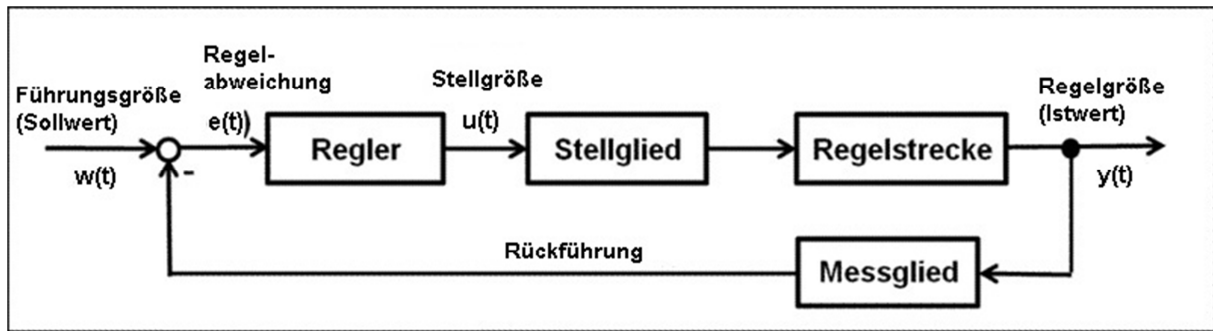 Führungsgröße
(Sollwert)
w(t)
-
Regel-
abweichung
e(t))
Regler
Stellgröße
u(t)
Stellglied
Regelstrecke
Regelgröße
(Istwert)
y(t)
Rückführung
Messglied